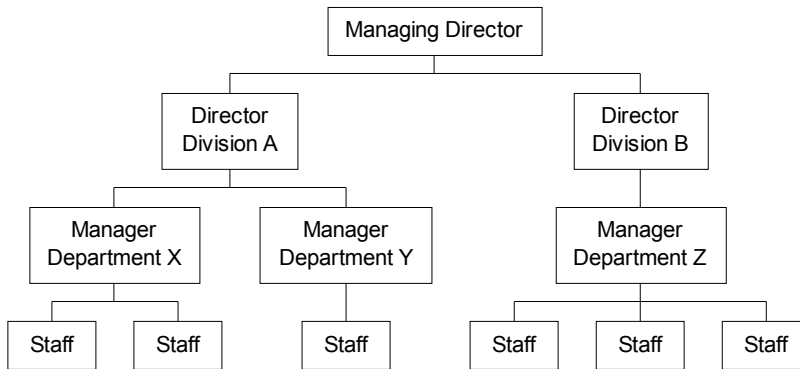 Managing Director
Director
Division A
Director
Division B
Manager
Department X
Manager
Department Y
Manager
Department Z
Staff
Staff
Staff
Staff
Staff
Staff